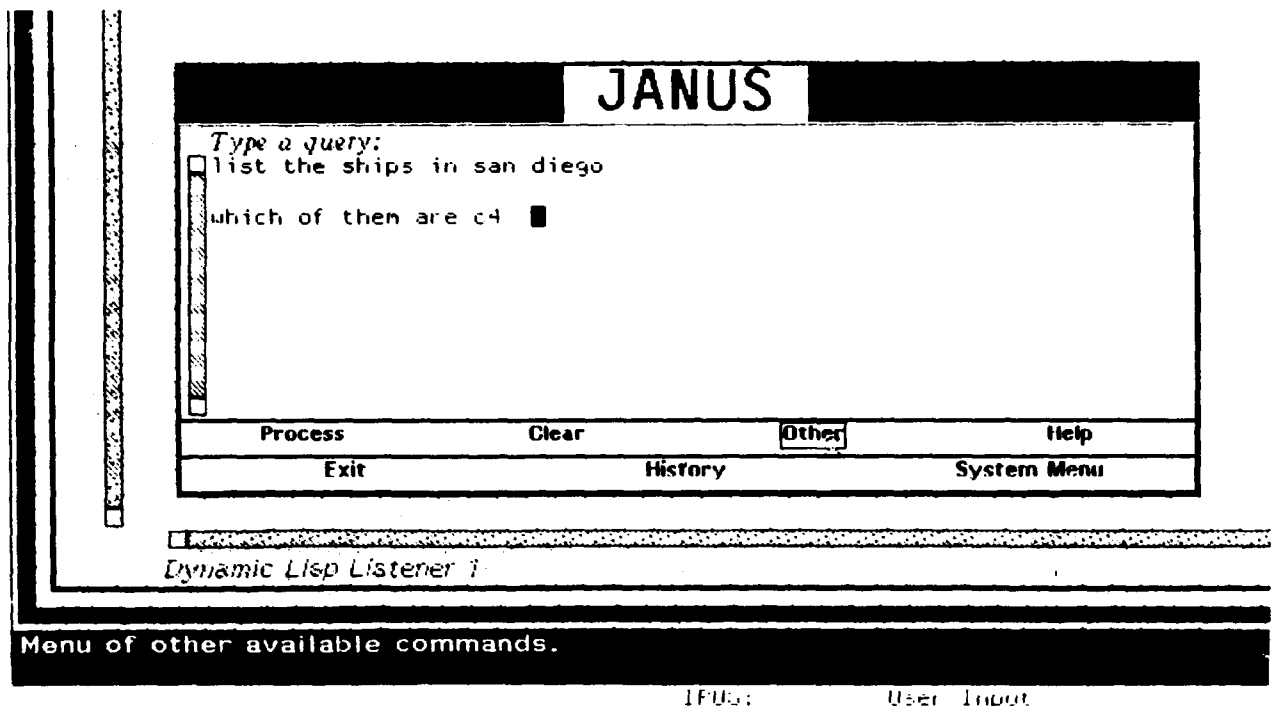 JANUS
Type a query:
list the ships in san diego
which of them are c4
Process Clear Other Help
Exit History System Menu
Dynamic Lisp Listener 1
Menu of other available commands.
User Input